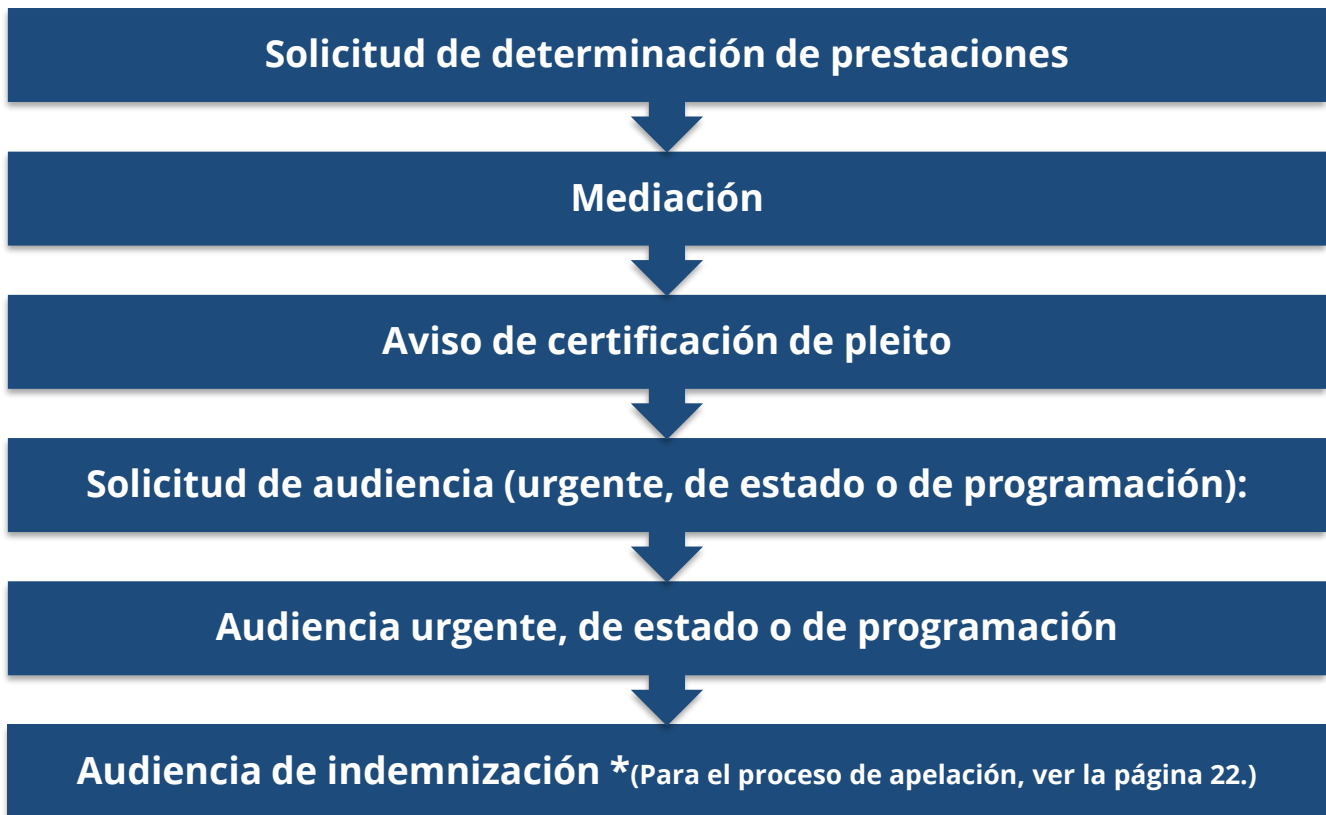 Solicitud de determinación de prestaciones
Mediación
Aviso de certificación de pleito
Solicitud de audiencia (urgente, de estado o de programación):
Audiencia urgente, de estado o de programación
Audiencia de indemnización *(Para el proceso de apelación, ver la página 22.)